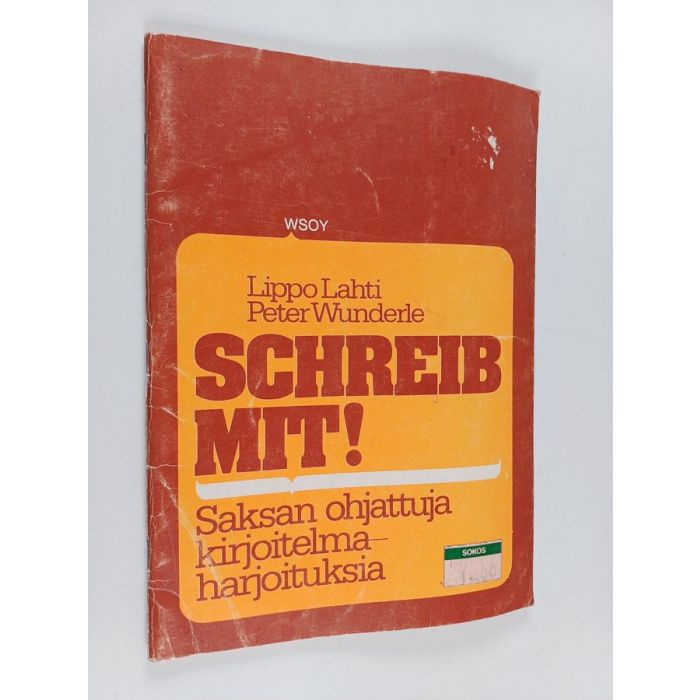 WSOY
Lippo Lahti
Peter Wunderle
SCHREIB
MIT!
Saksan ohjattuja
kirjoitelma-
harjoituksia
SOKOS